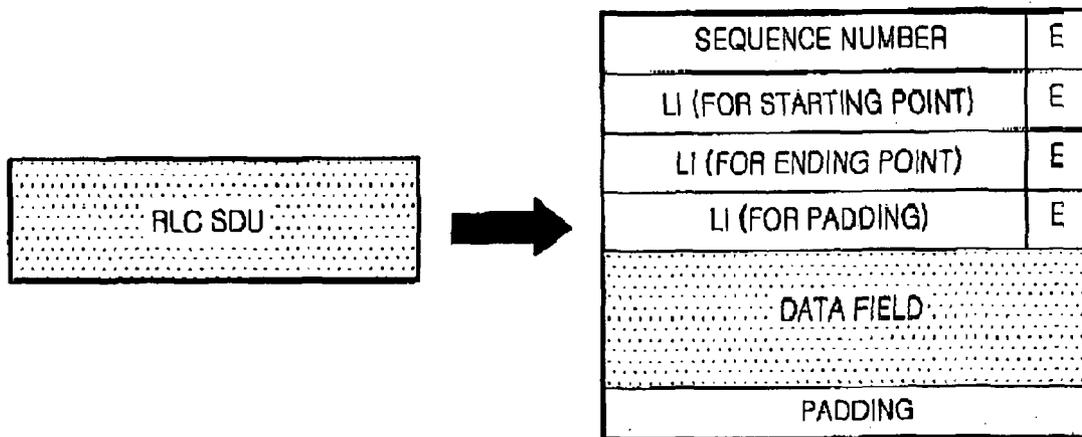 RLC SDU
SEQUENCE NUMBER E
LI (FOR STARTING POINT) E
LI (FOR ENDING POINT) E
LI (FOR PADDING) E
DATA FIELD
PADDING